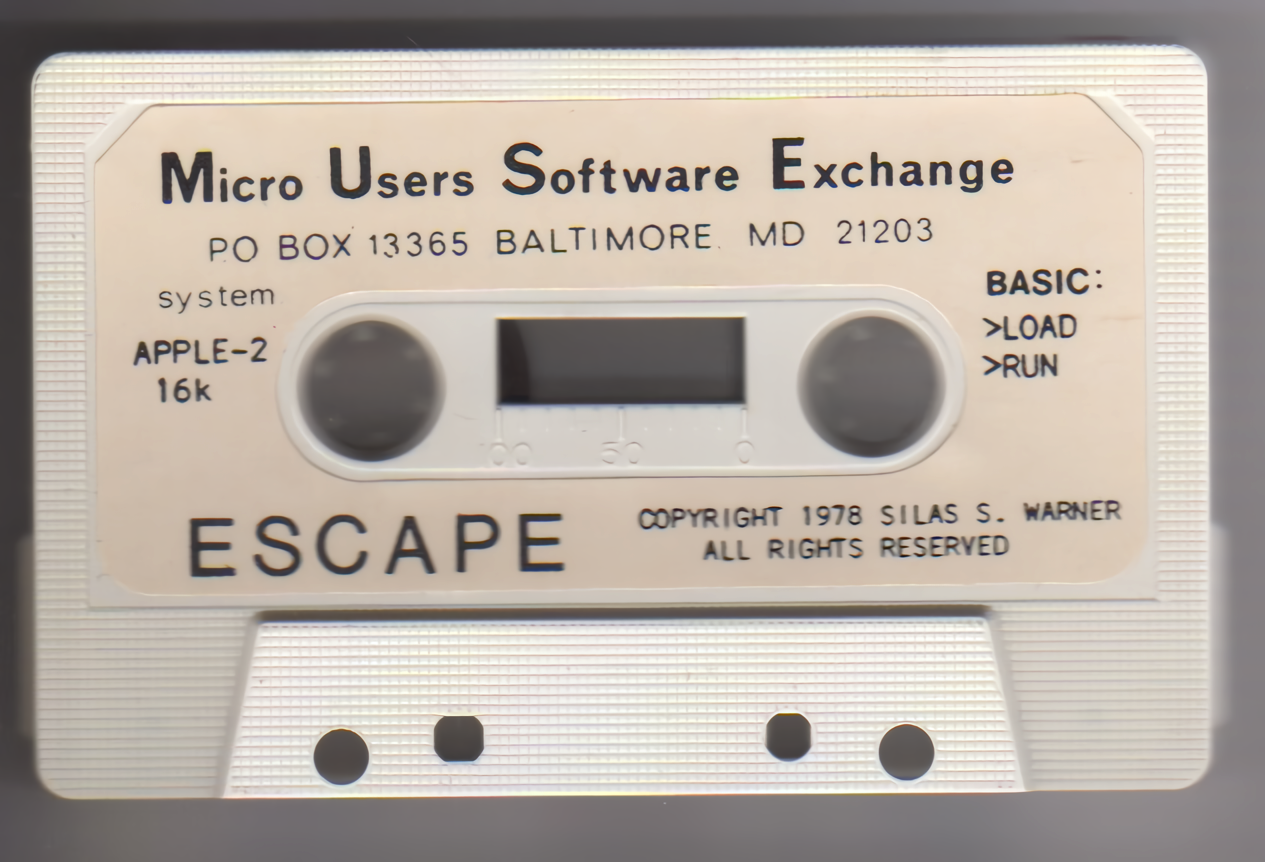 Micro Users Software Exchange
P.O BOX 13365 BALTIMORE. MD 21203
system
APPLE-2
16k
BASIC:
>LOAD
>RUN
100 50 0
ESCAPE
COPYRIGHT 1978 SILAS S. WARNER
ALL RIGHTS RESERVED